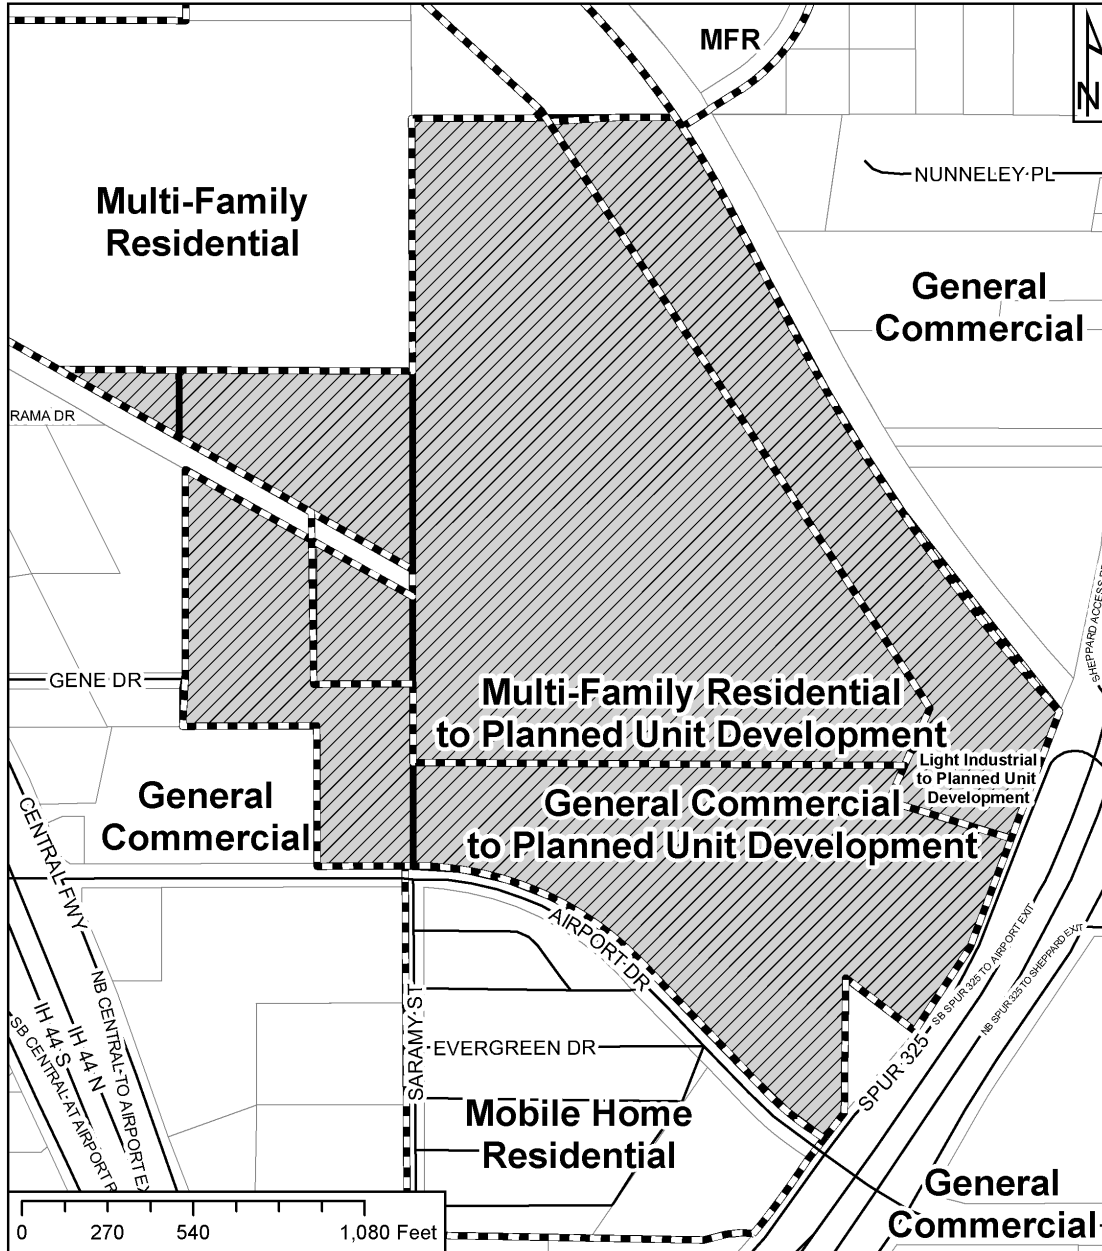 MFR
N
NUNNELEY PL
Multi-Family
Residential
General
Commercial
RAMA DR
SHEPPARD ACCESS
GENE DR
Multi-Family Residential
to Planned Unit Development
Light Industrial
to Planned Unit
Development
General Commercial
to Planned Unit Development
General
Commercial
CENTRAL FWY
AIRPORT DR
SB SPUR 325 TO AIRPORT EXIT
NB SPUR 325 TO SHEPPARD EXIT
NB CENTRAL TO AIRPORT EX
IH 44 N
IH 44 S
SB CENTRAL AT AIRPORT R
SARAMY ST
EVERGREEN DR
SPUR 325
Mobile Home
Residential
General
Commercial
0 270 540 1,080 Feet